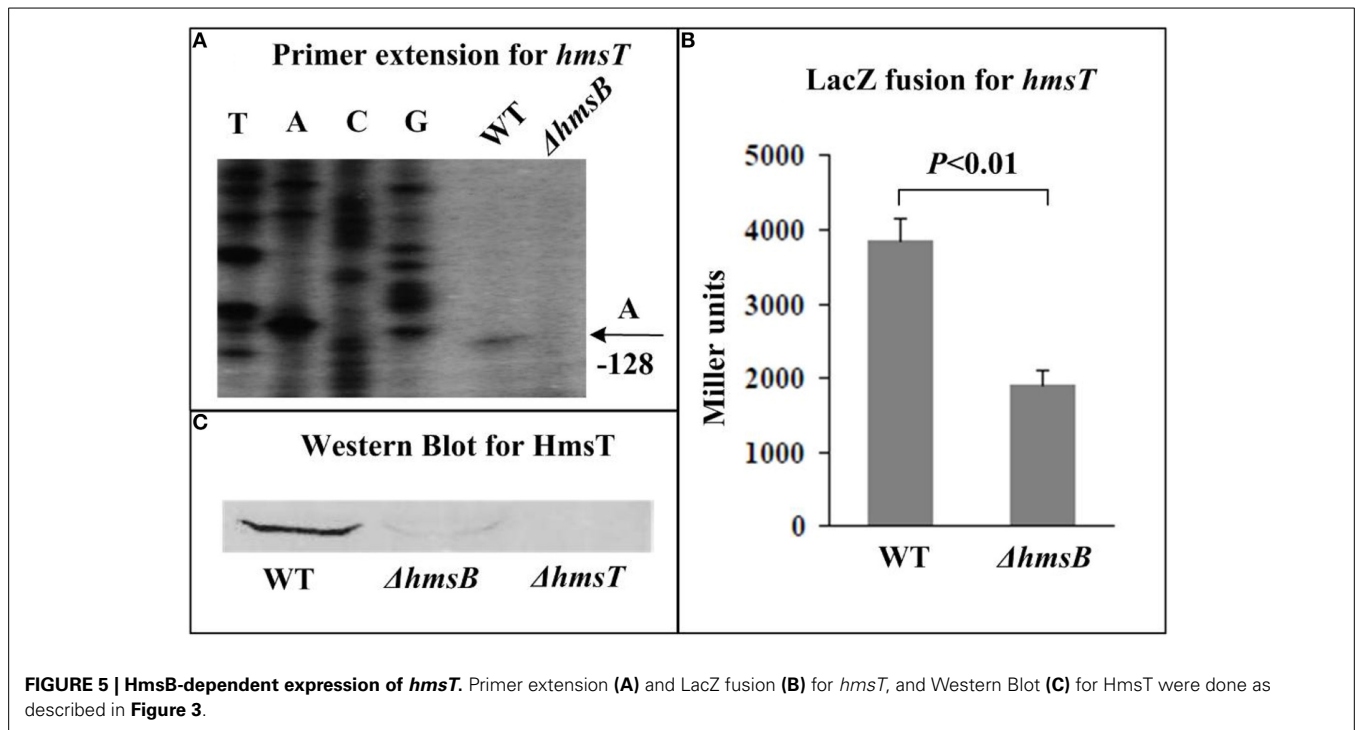 A
Primer extension for hmsT
T A C G WT ΔhmsB
A
-128
B
LacZ fusion for hmsT
5000
4000
3000
2000
1000
0
Miller units
P<0.01
WT ΔhmsB
C
Western Blot for HmsT
WT ΔhmsB ΔhmsT
FIGURE 5 | HmsB-dependent expression of hmsT. Primer extension (A) and LacZ fusion (B) for hmsT, and Western Blot (C) for HmsT were done as
described in Figure 3.